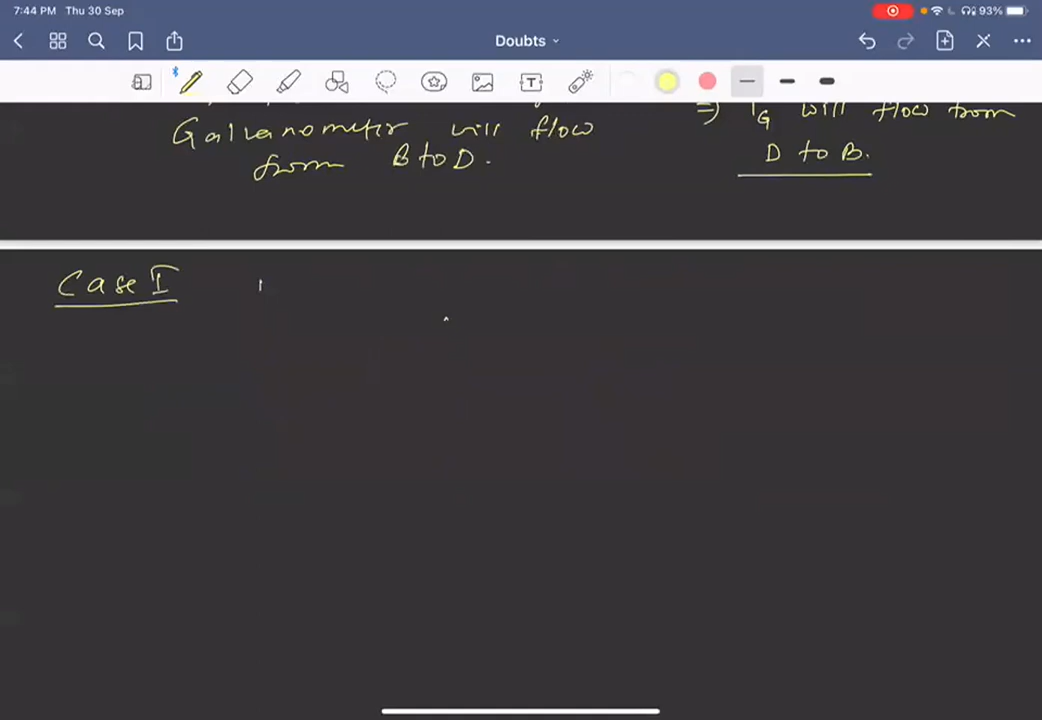 7:44 PM Thu 30 Sep
93%
Doubts
T
Galvanometer will flow
from B to D.
⇒ I_G will flow from
D to B.
Case I